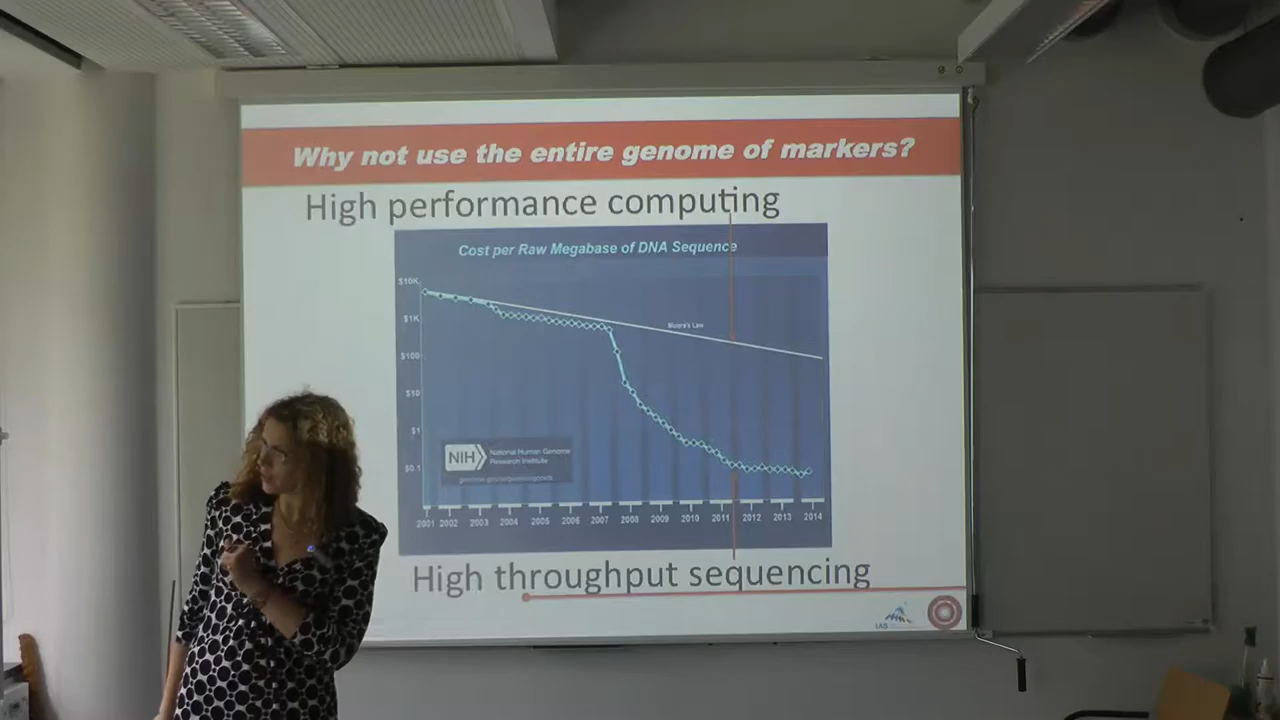 Why not use the entire genome of markers?
High performance computing
Cost per Raw Megabase of DNA Sequence
$10K
Moore's Law
$1K
$100
$10
$1
$0.1
NIH
National Human Genome
Research Institute
2001 2002 2003 2004 2005 2006 2007 2008 2009 2010 2011 2012 2013 2014
High throughput sequencing
IAS